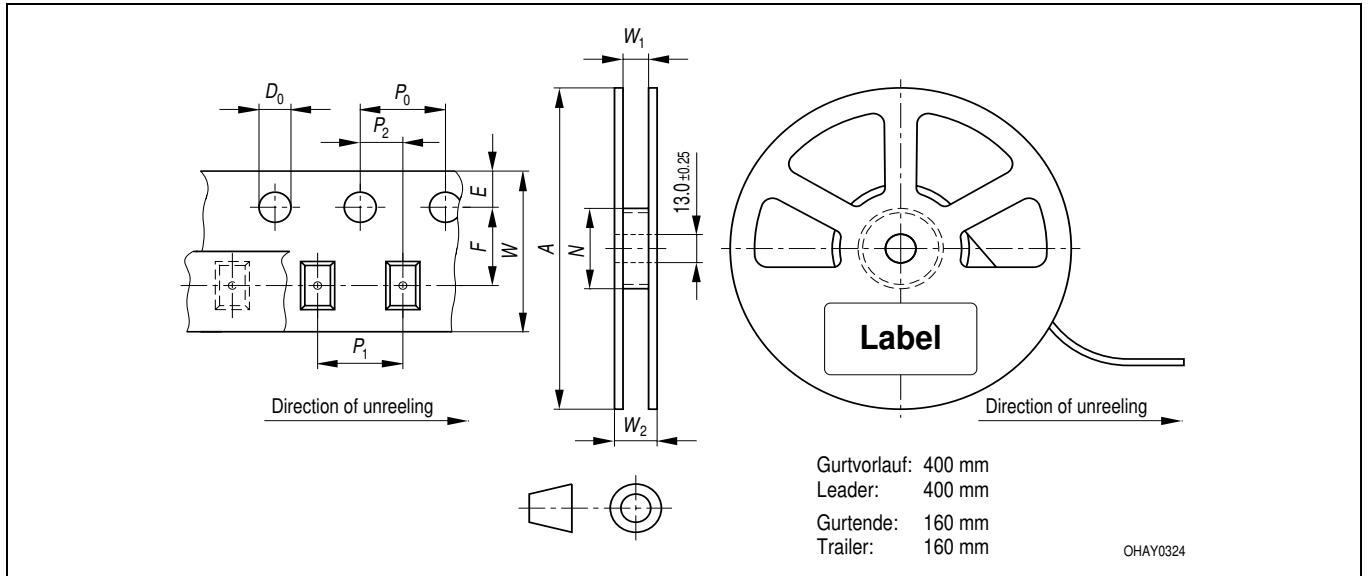 W₁
D₀
P₀
P₂
E
F
W
A
N
13.0 ±0.25
P₁
W₂
Label
Direction of unreeling
Direction of unreeling
Gurtvorlauf: 400 mm
Leader: 400 mm
Gurtende: 160 mm
Trailer: 160 mm
OHAY0324